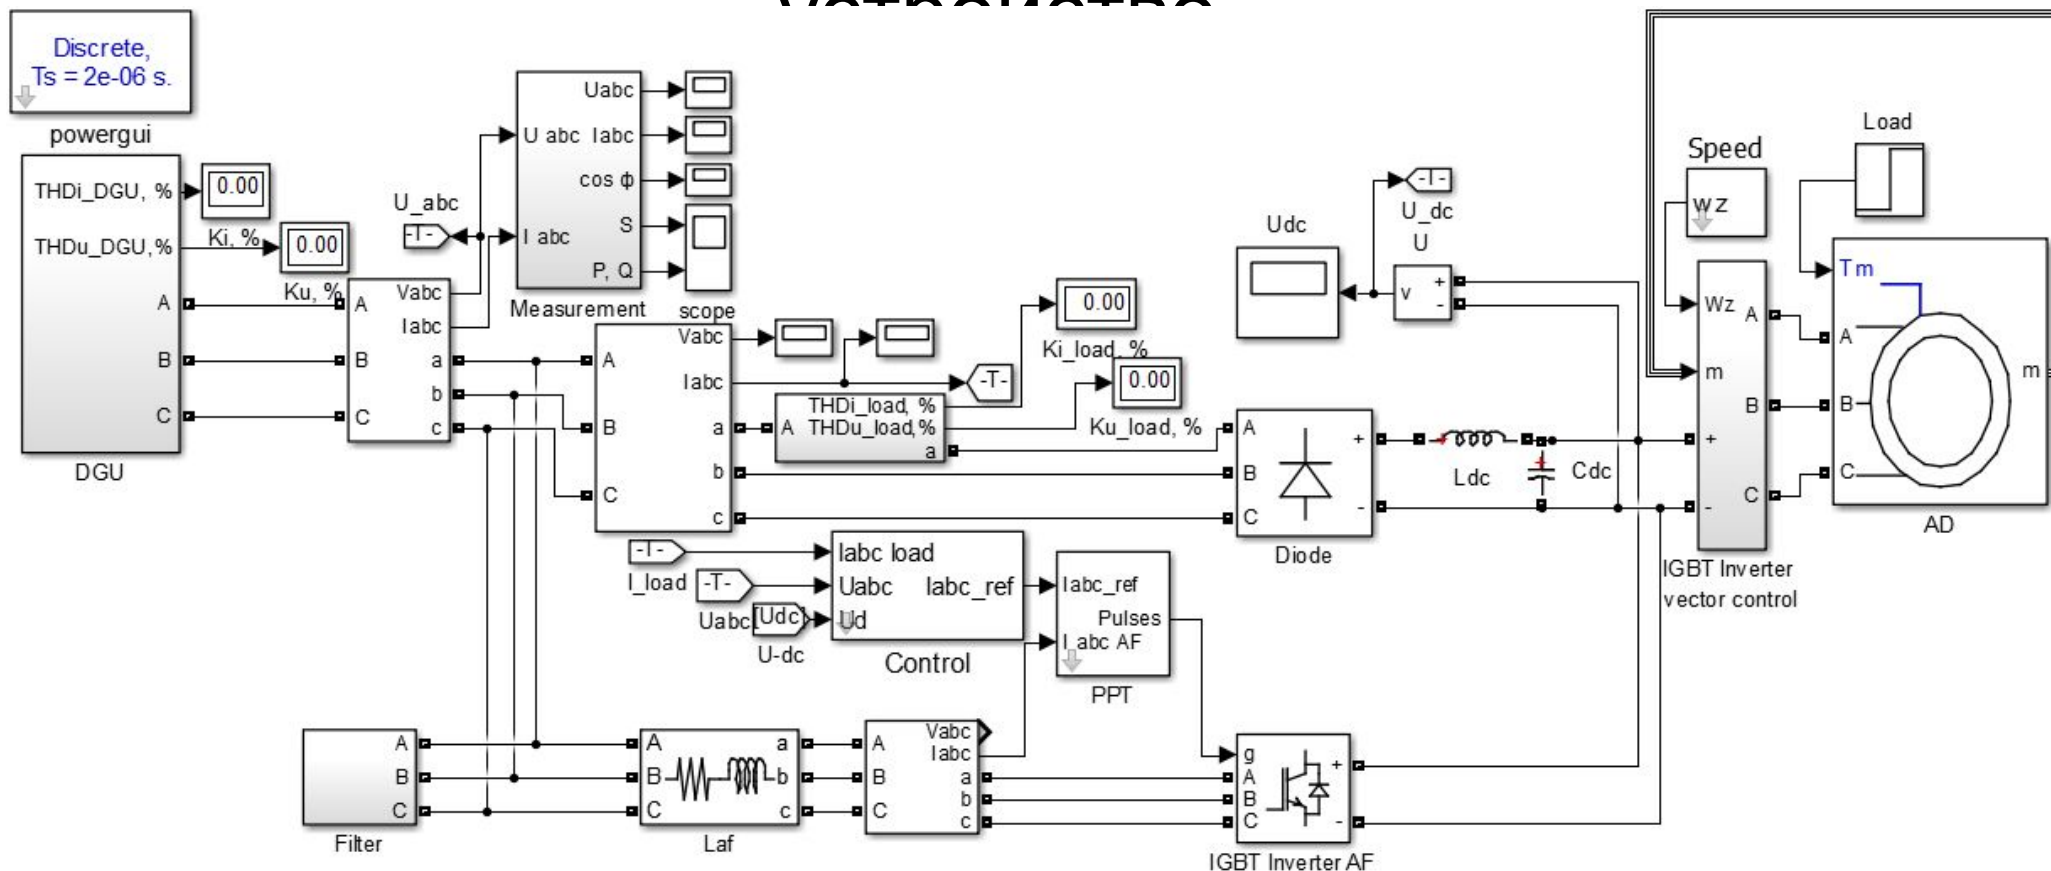 устройство
Discrete,
Ts = 2e-06 s.
powergui
THDi_DGU, %
THDu_DGU,%
A
B
C
DGU
0.00
Ki, %
0.00
Ku, %
A
B
C
Vabc
Iabc
a
b
c
U_abc
-T-
U abc
I abc
Uabc
Iabc
cos ф
S
P, Q
Measurement
scope
A
B
C
Vabc
Iabc
a
b
c
-T-
A
THDi_load, %
THDu_load,%
a
0.00
Ki_load, %
0.00
Ku_load, %
Udc
-T-
U_dc
U
v
+
-
A
B
C
+
-
Diode
Ldc
+
Cdc
Speed
wz
Load
Wz
m
+
-
A
B
C
IGBT Inverter
vector control
Tm
A
B
C
m
AD
-T-
I_load
-T-
Uabc
[Udc]
U-dc
Iabc load
Uabc
Ud
Iabc_ref
Control
Iabc_ref
Pulses
I_abc AF
PPT
A
B
C
Filter
A
B
C
a
b
c
Laf
A
B
C
Vabc
Iabc
a
b
c
g
A
B
C
+
-
IGBT Inverter AF